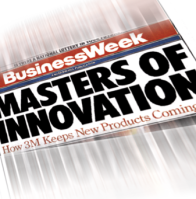 BusinessWeek
MASTERS OF
INNOVATION
How 3M Keeps New Products Coming